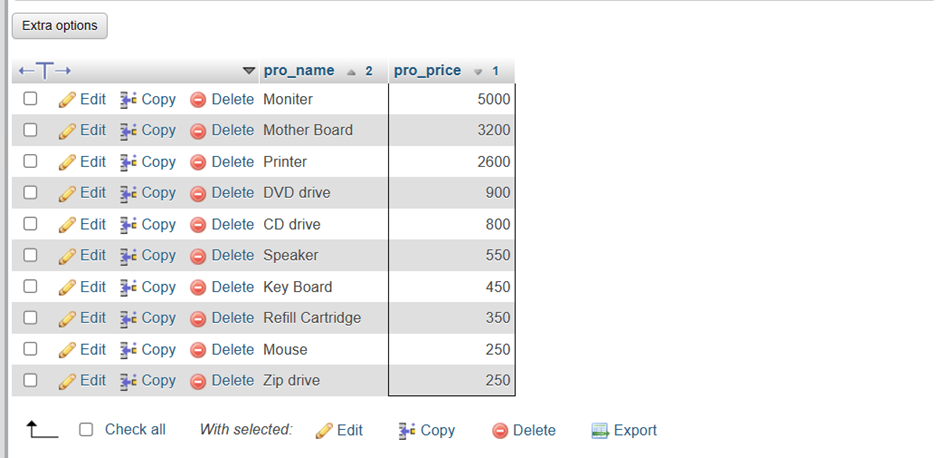 Extra options
pro_name 2 pro_price 1
Edit Copy Delete Moniter 5000
Edit Copy Delete Mother Board 3200
Edit Copy Delete Printer 2600
Edit Copy Delete DVD drive 900
Edit Copy Delete CD drive 800
Edit Copy Delete Speaker 550
Edit Copy Delete Key Board 450
Edit Copy Delete Refill Cartridge 350
Edit Copy Delete Mouse 250
Edit Copy Delete Zip drive 250
Check all With selected: Edit Copy Delete Export